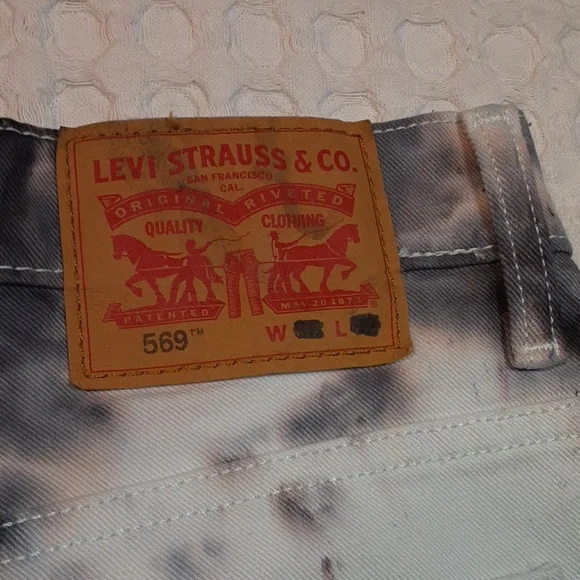 LEVI STRAUSS & CO.
SAN FRANCISCO
CAL.
ORIGINAL RIVETED
QUALITY CLOTHING
PATENTED MAY 20 1873
569™ W L